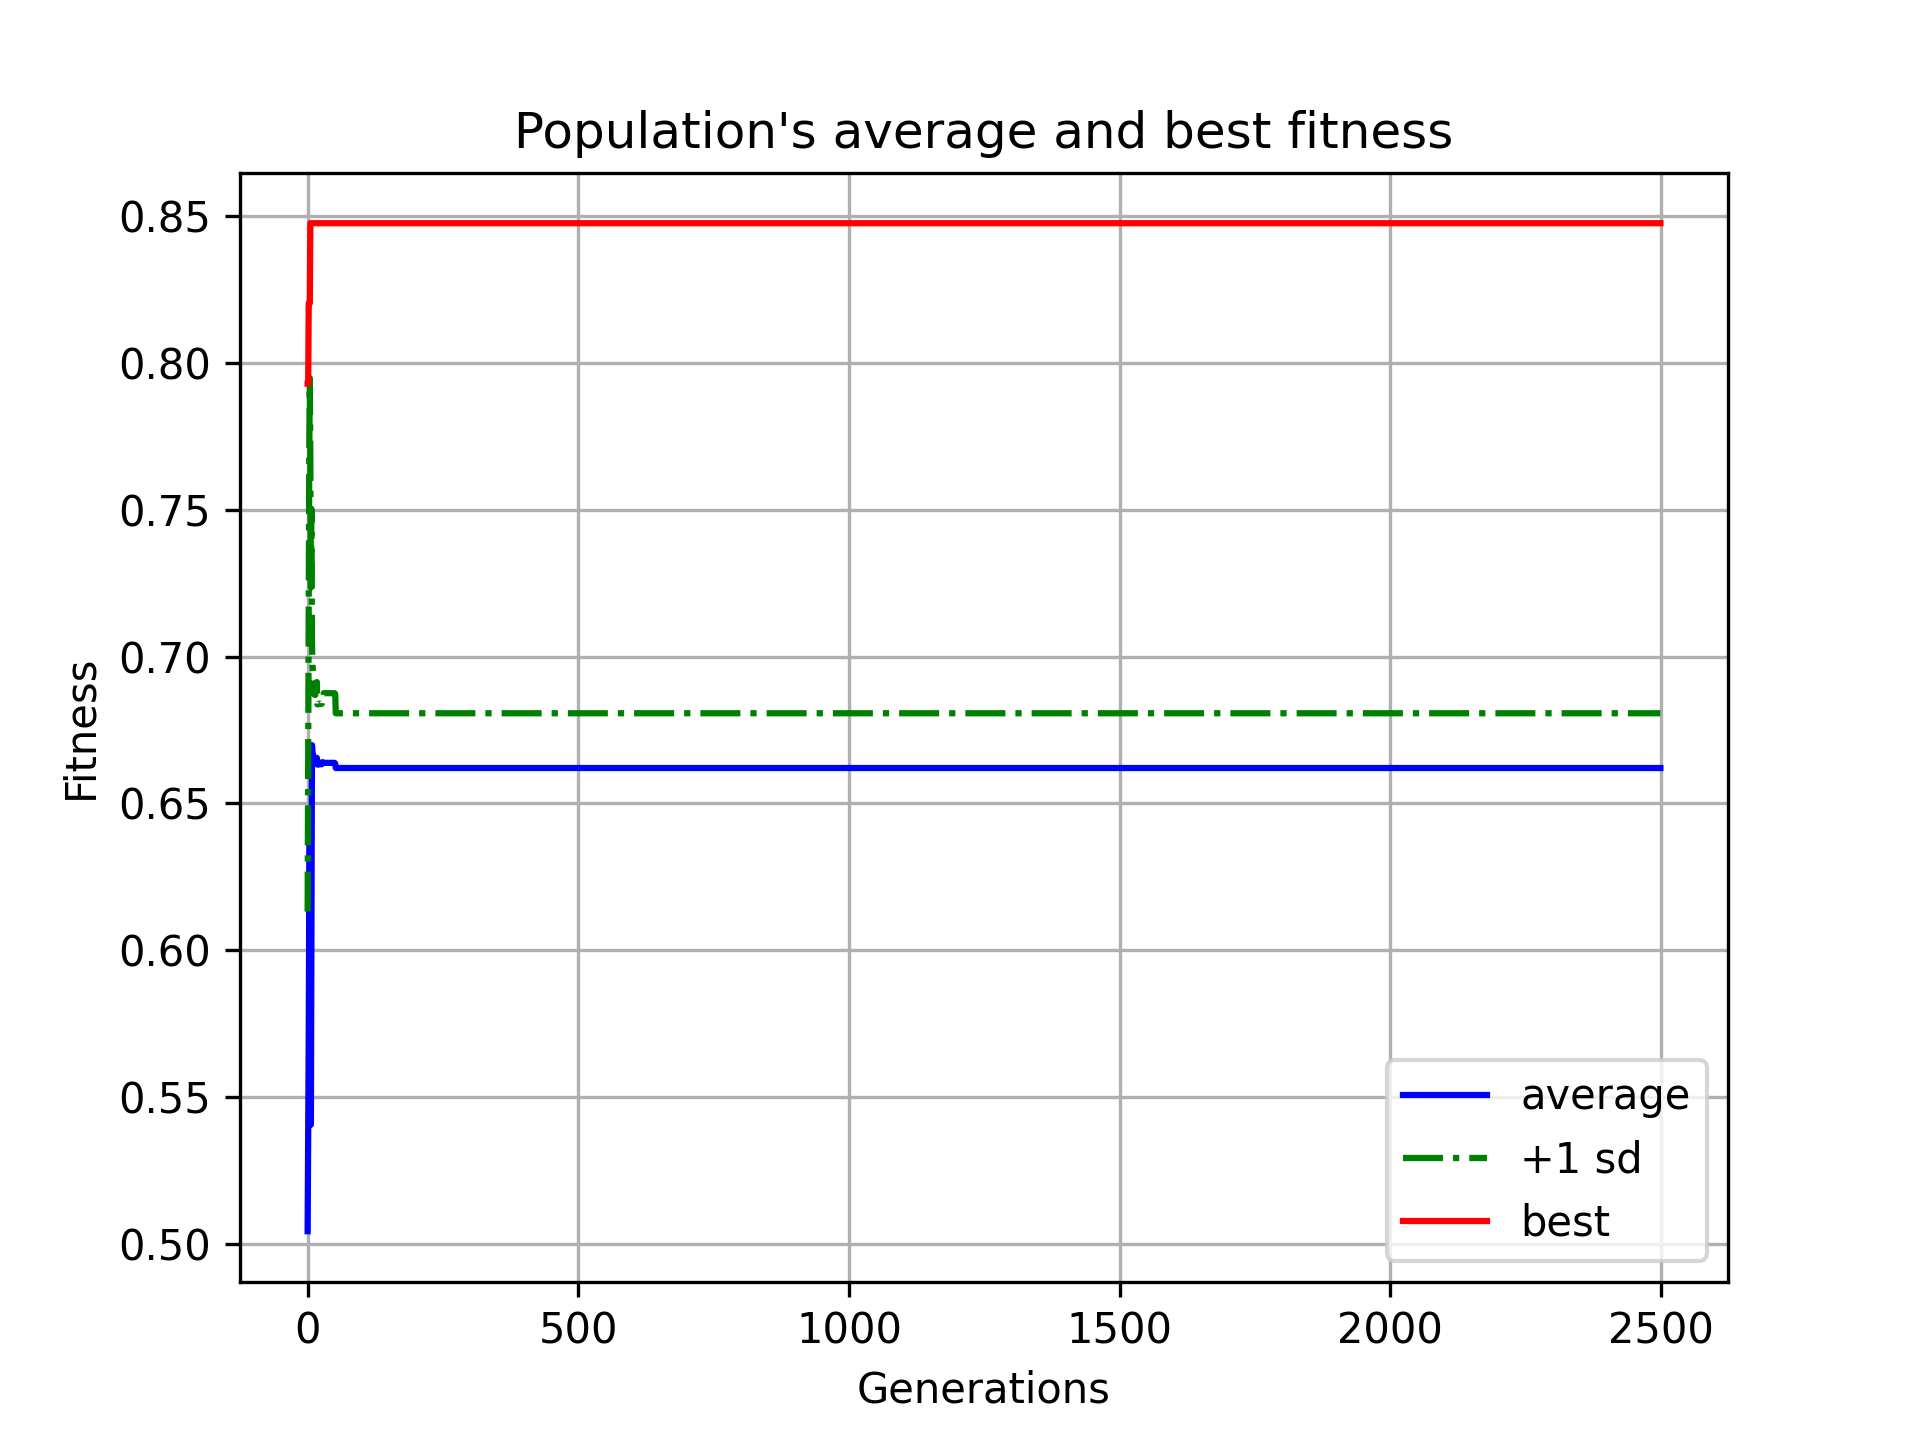 Population's average and best fitness
0.85
0.80
0.75
0.70
0.65
0.60
0.55
0.50
Fitness
0 500 1000 1500 2000 2500
Generations
average
+1 sd
best